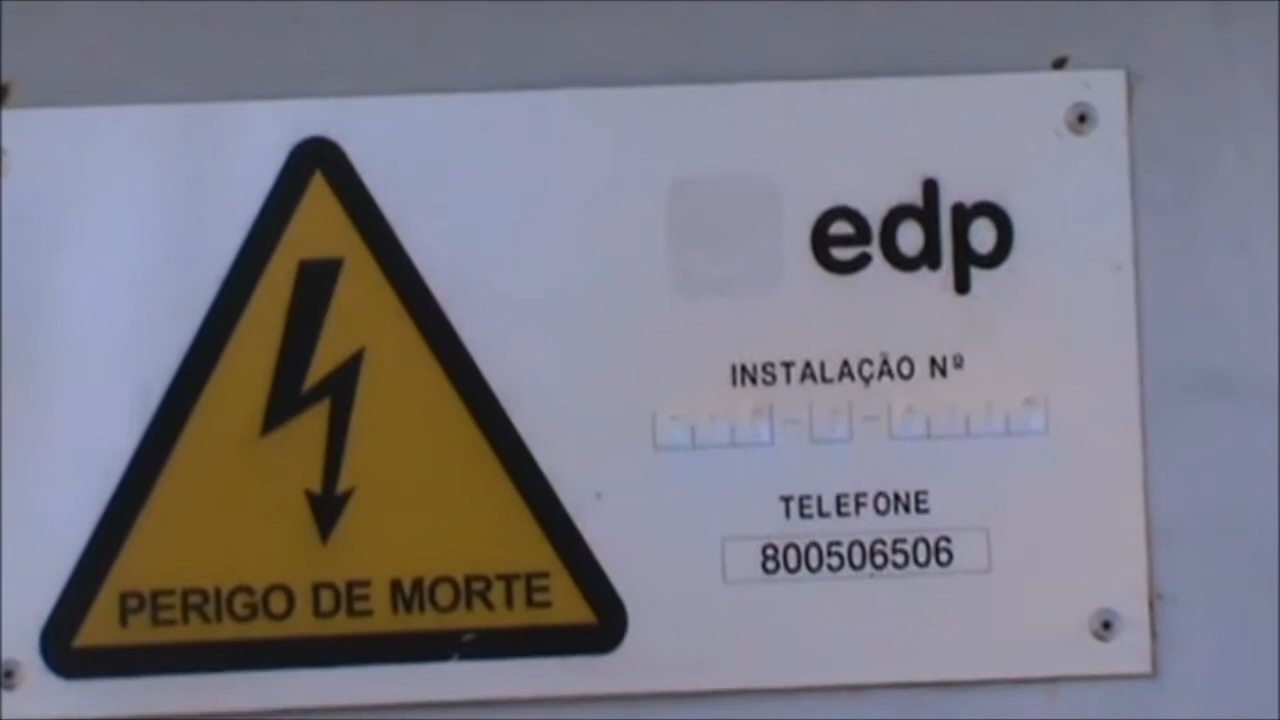 PERIGO DE MORTE
edp
INSTALAÇÃO Nº
TELEFONE
800506506